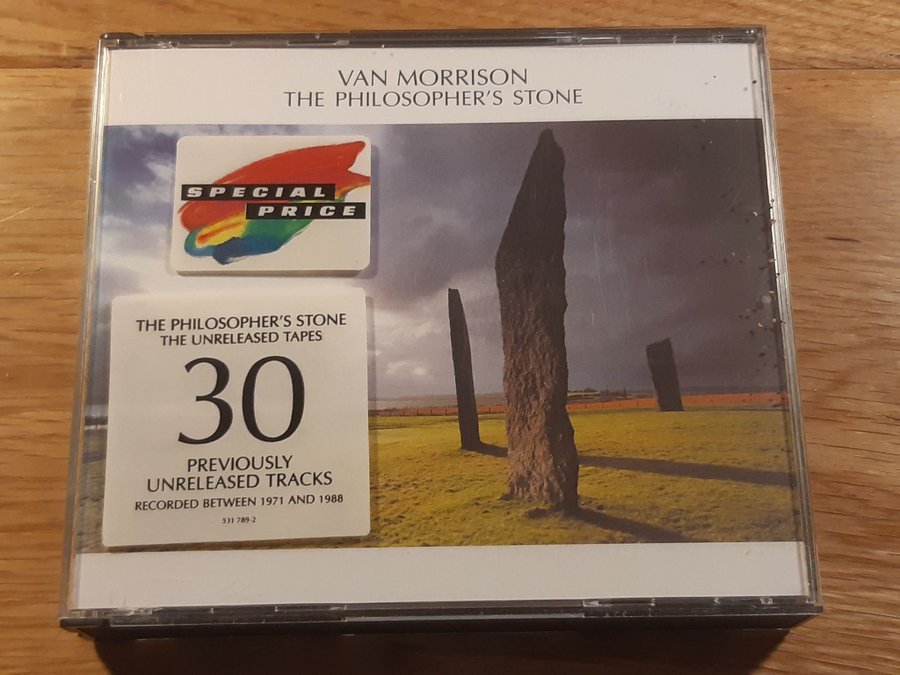 VAN MORRISON
THE PHILOSOPHER'S STONE
SPECIAL
PRICE
THE PHILOSOPHER'S STONE
THE UNRELEASED TAPES
30
PREVIOUSLY
UNRELEASED TRACKS
RECORDED BETWEEN 1971 AND 1988
531 789-2